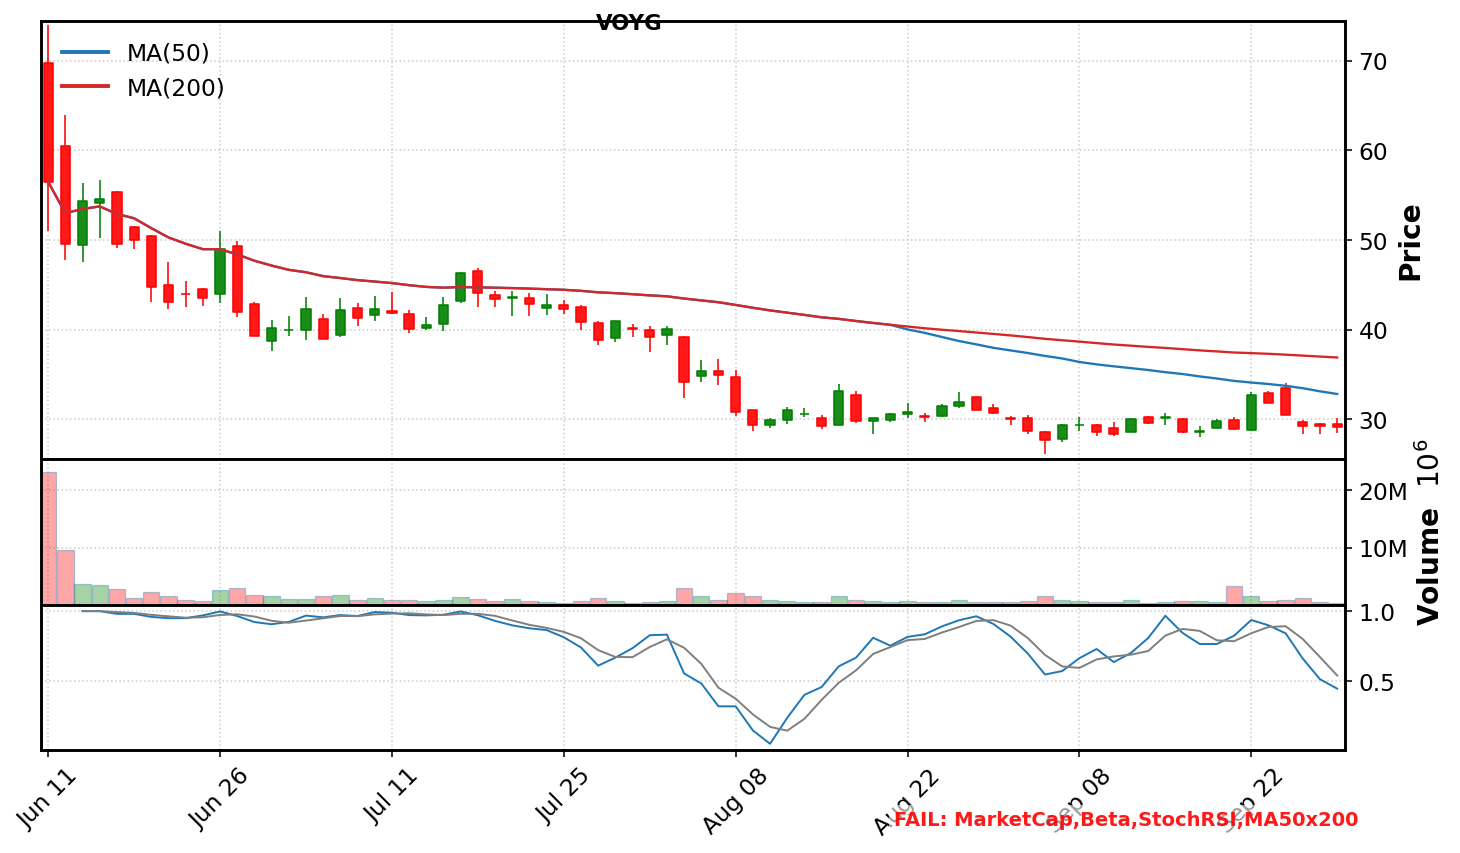 VOYG
MA(50)
MA(200)
70
60
50
40
30
Price
20M
10M
Volume 10⁶
1.0
0.5
Jun 11
Jun 26
Jul 11
Jul 25
Aug 08
Aug 22
Sep 08
Sep 22
FAIL: MarketCap,Beta,StochRSI,MA50x200